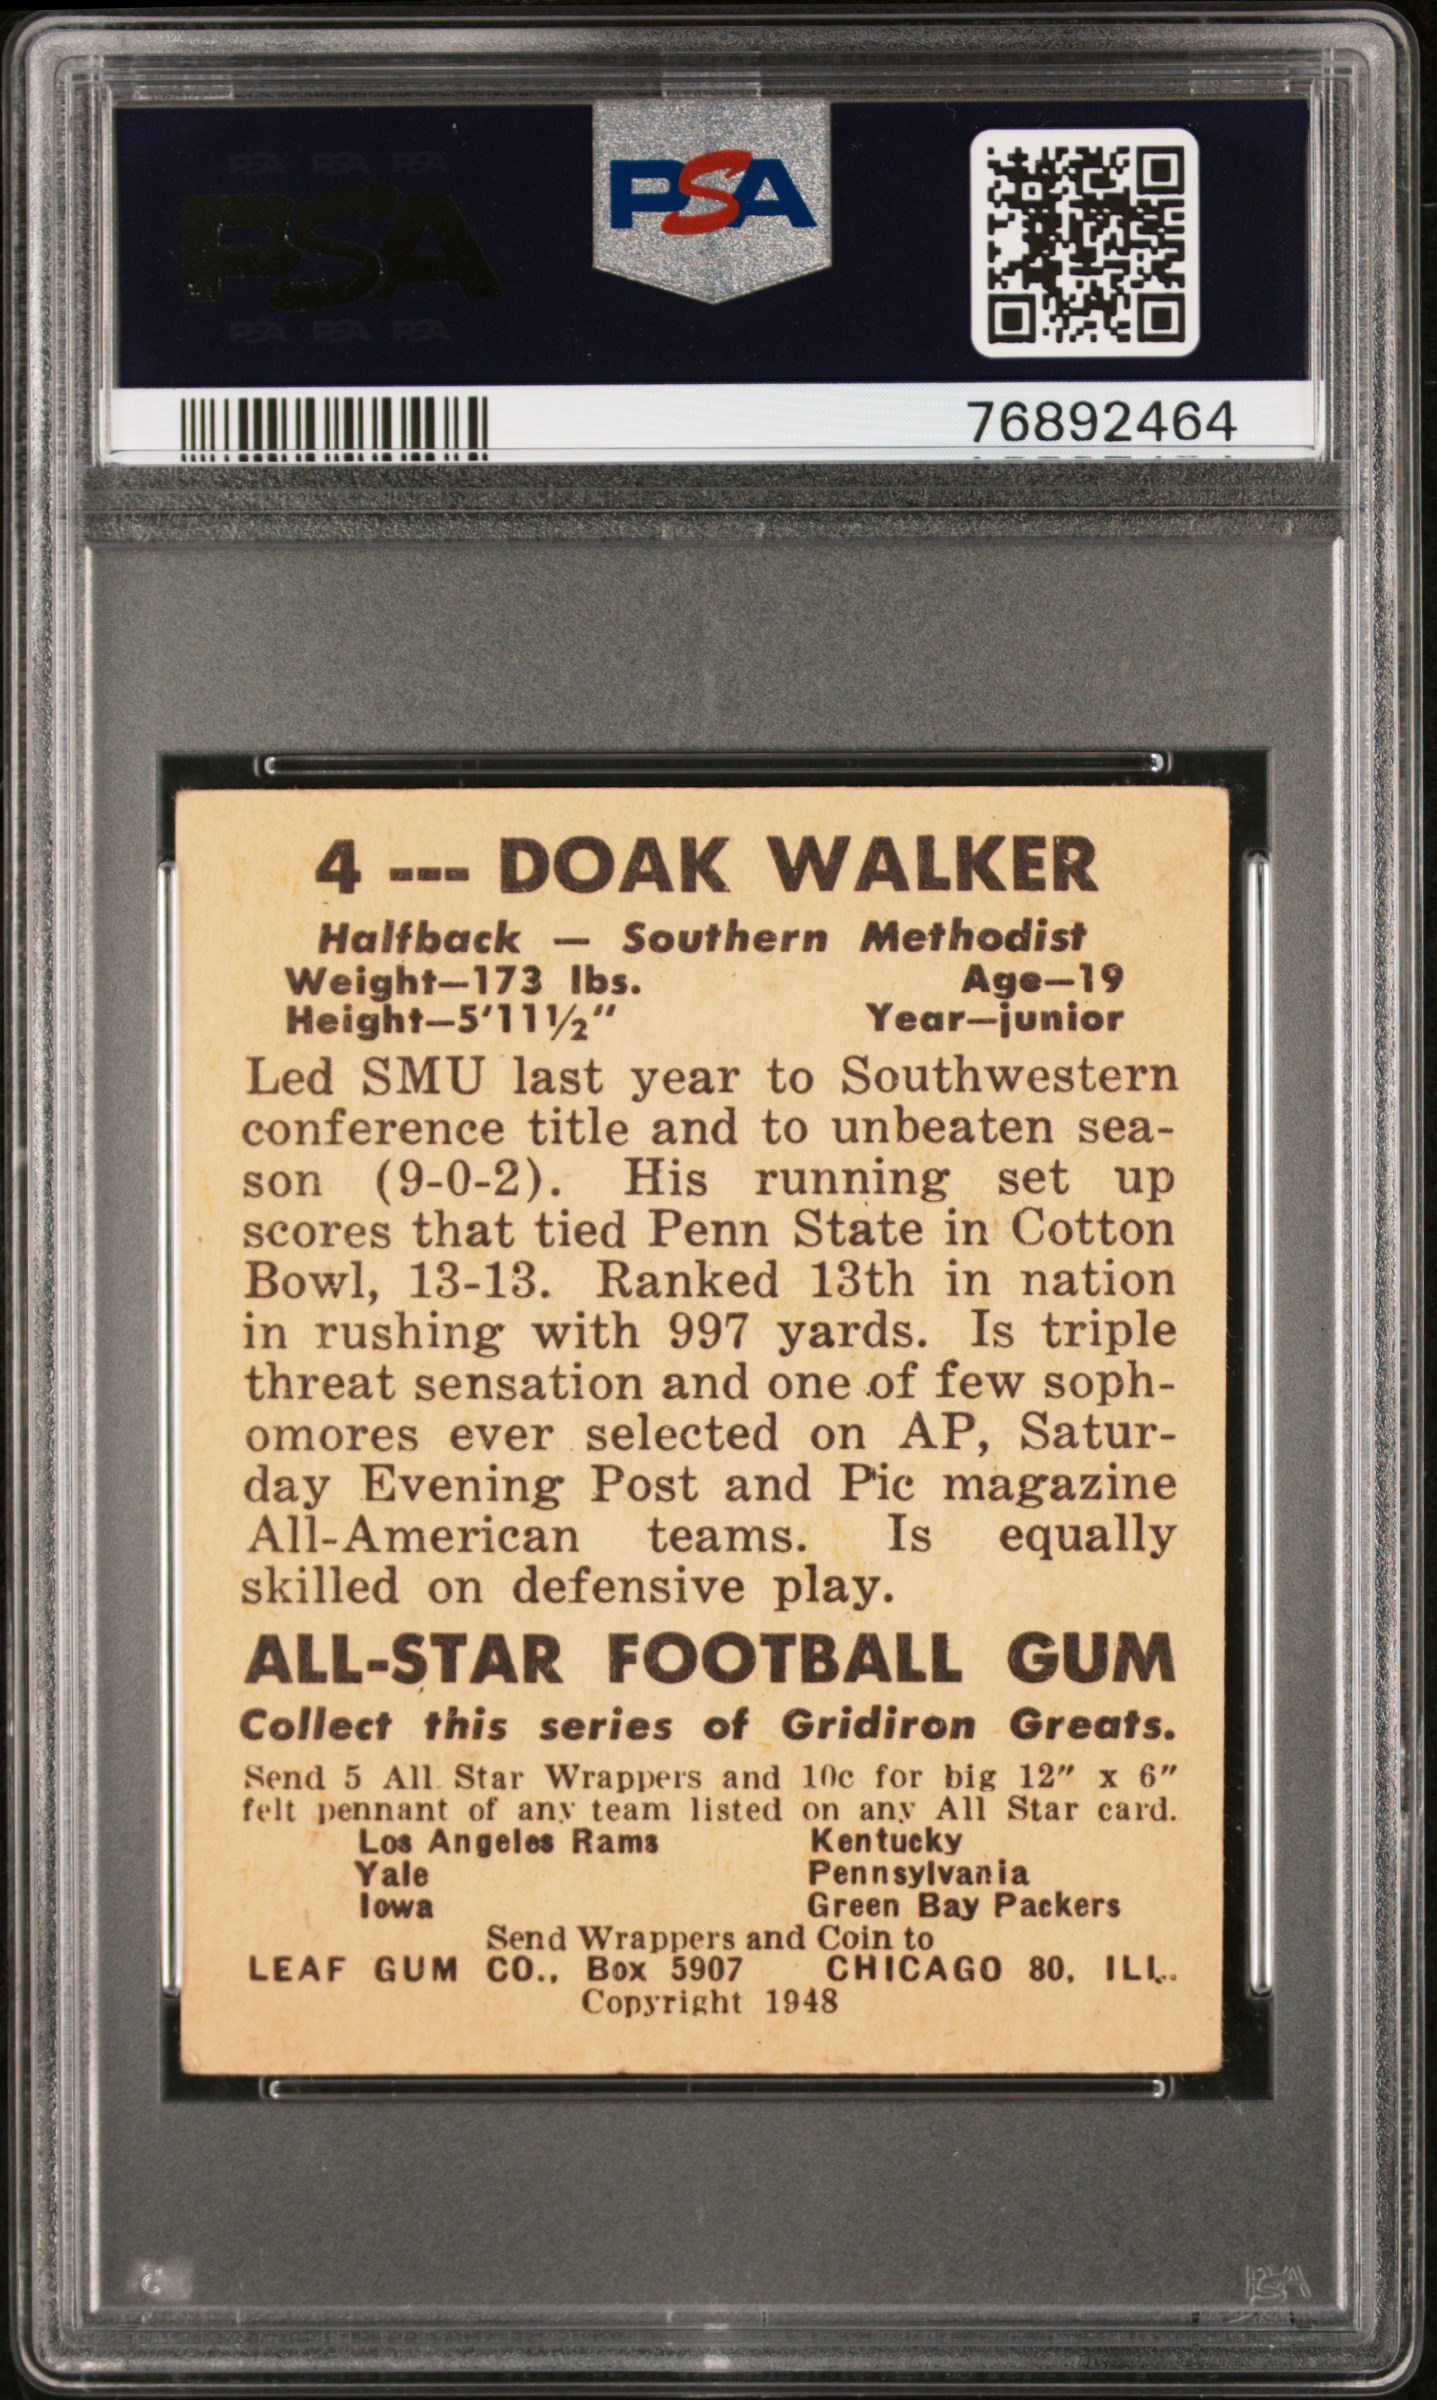 PSA PSA PSA
PSA
PSA PSA PSA
PSA
76892464
4 --- DOAK WALKER
Halfback — Southern Methodist
Weight—173 lbs. Age—19
Height—5'11½" Year—junior
Led SMU last year to Southwestern
conference title and to unbeaten sea-
son (9-0-2). His running set up
scores that tied Penn State in Cotton
Bowl, 13-13. Ranked 13th in nation
in rushing with 997 yards. Is triple
threat sensation and one of few soph-
omores ever selected on AP, Satur-
day Evening Post and Pic magazine
All-American teams. Is equally
skilled on defensive play.
ALL-STAR FOOTBALL GUM
Collect this series of Gridiron Greats.
Send 5 All Star Wrappers and 10c for big 12" x 6"
felt pennant of any team listed on any All Star card.
Los Angeles Rams Kentucky
Yale Pennsylvania
Iowa Green Bay Packers
Send Wrappers and Coin to
LEAF GUM CO., Box 5907 CHICAGO 80, ILL.
Copyright 1948
PSA